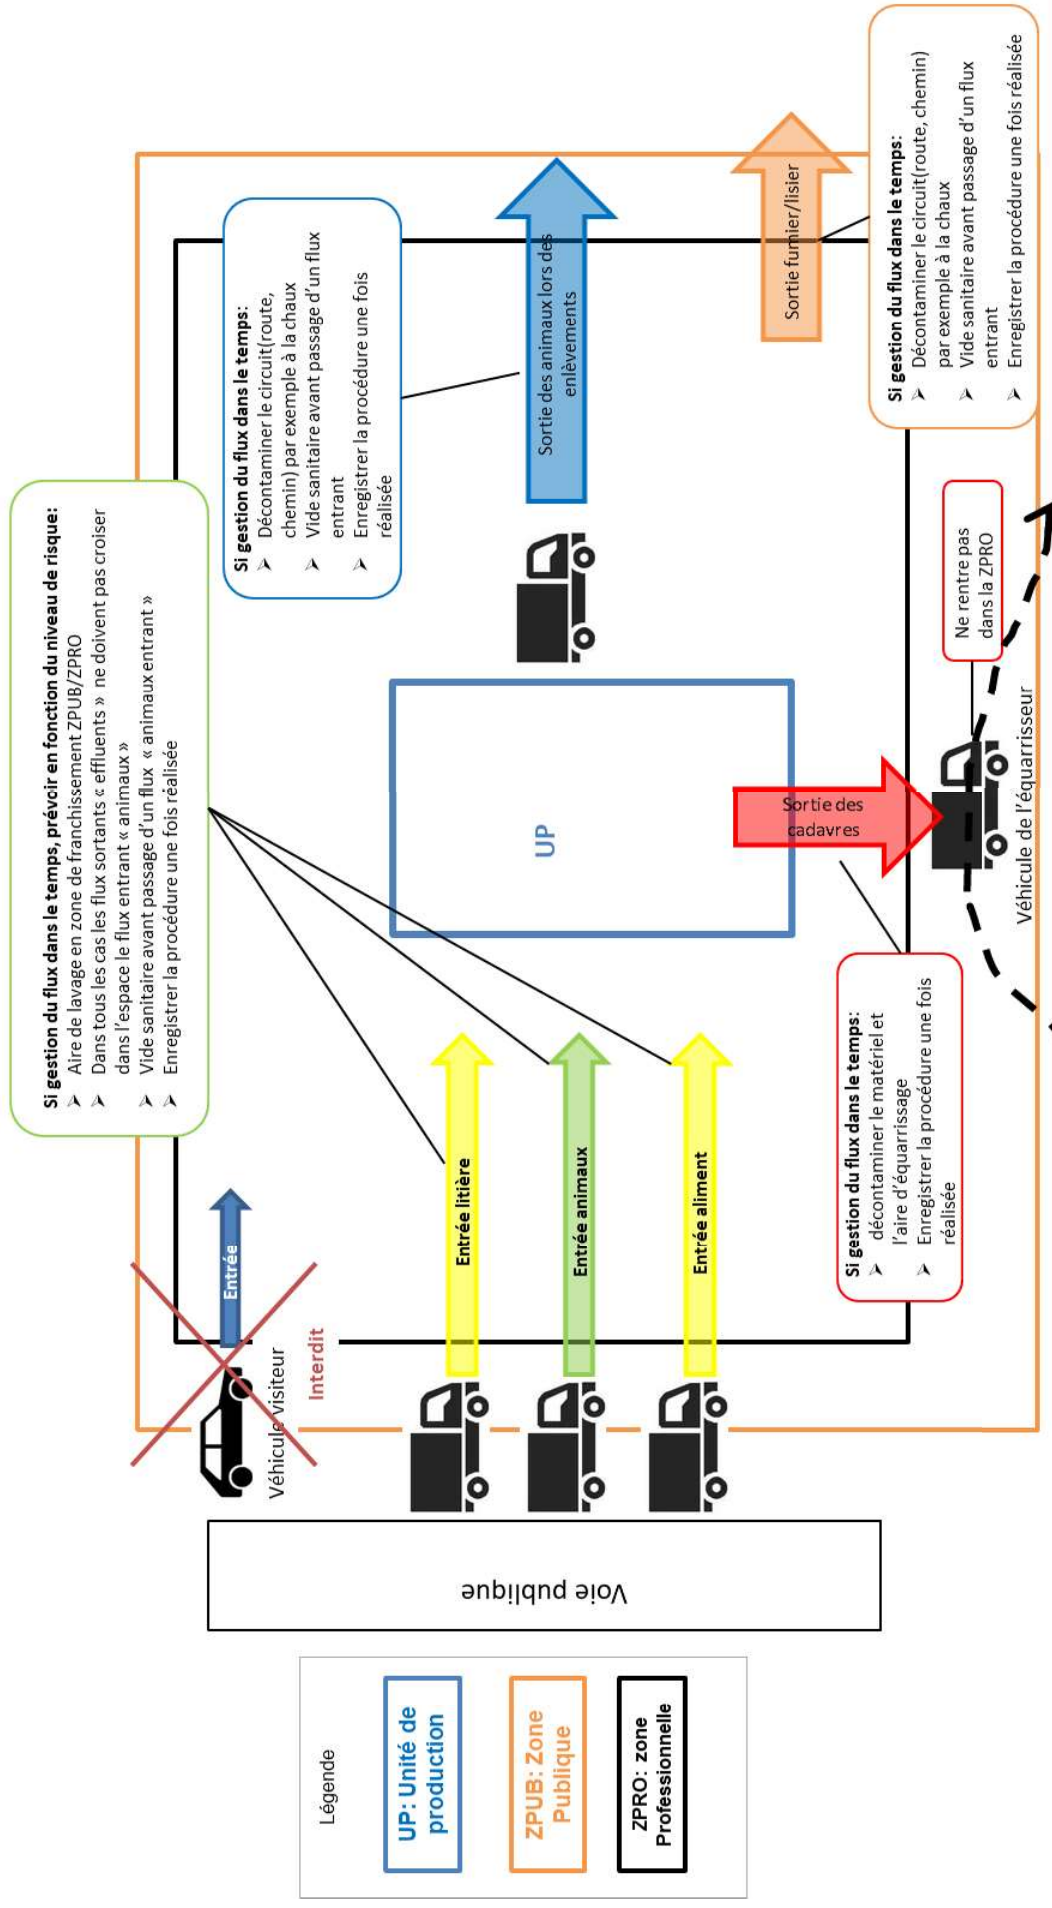 Si gestion du flux dans le temps, prévoir en fonction du niveau de risque:
➢ Aire de lavage en zone de franchissement ZPUB/ZPRO
➢ Dans tous les cas les flux sortants « effluents » ne doivent pas croiser
dans l'espace le flux entrant « animaux »
➢ Vide sanitaire avant passage d'un flux « animaux entrant »
➢ Enregistrer la procédure une fois réalisée
Si gestion du flux dans le temps:
➢ Décontaminer le circuit(route,
chemin) par exemple à la chaux
➢ Vide sanitaire avant passage d'un flux
entrant
➢ Enregistrer la procédure une fois
réalisée
Entrée
Véhicule visiteur
Interdit
Entrée litière
Entrée animaux
Entrée aliment
UP
Sortie des animaux lors des
enlèvements
Sortie fumier/lisier
Sortie des
cadavres
Si gestion du flux dans le temps:
➢ décontaminer le matériel et
l'aire d'équarrissage
➢ Enregistrer la procédure une fois
réalisée
Si gestion du flux dans le temps:
➢ Décontaminer le circuit(route, chemin)
par exemple à la chaux
➢ Vide sanitaire avant passage d'un flux
entrant
➢ Enregistrer la procédure une fois réalisée
Ne rentre pas
dans la ZPRO
Véhicule de l'équarrisseur
Voie publique
Légende
UP: Unité de
production
ZPUB: Zone
Publique
ZPRO: zone
Professionnelle